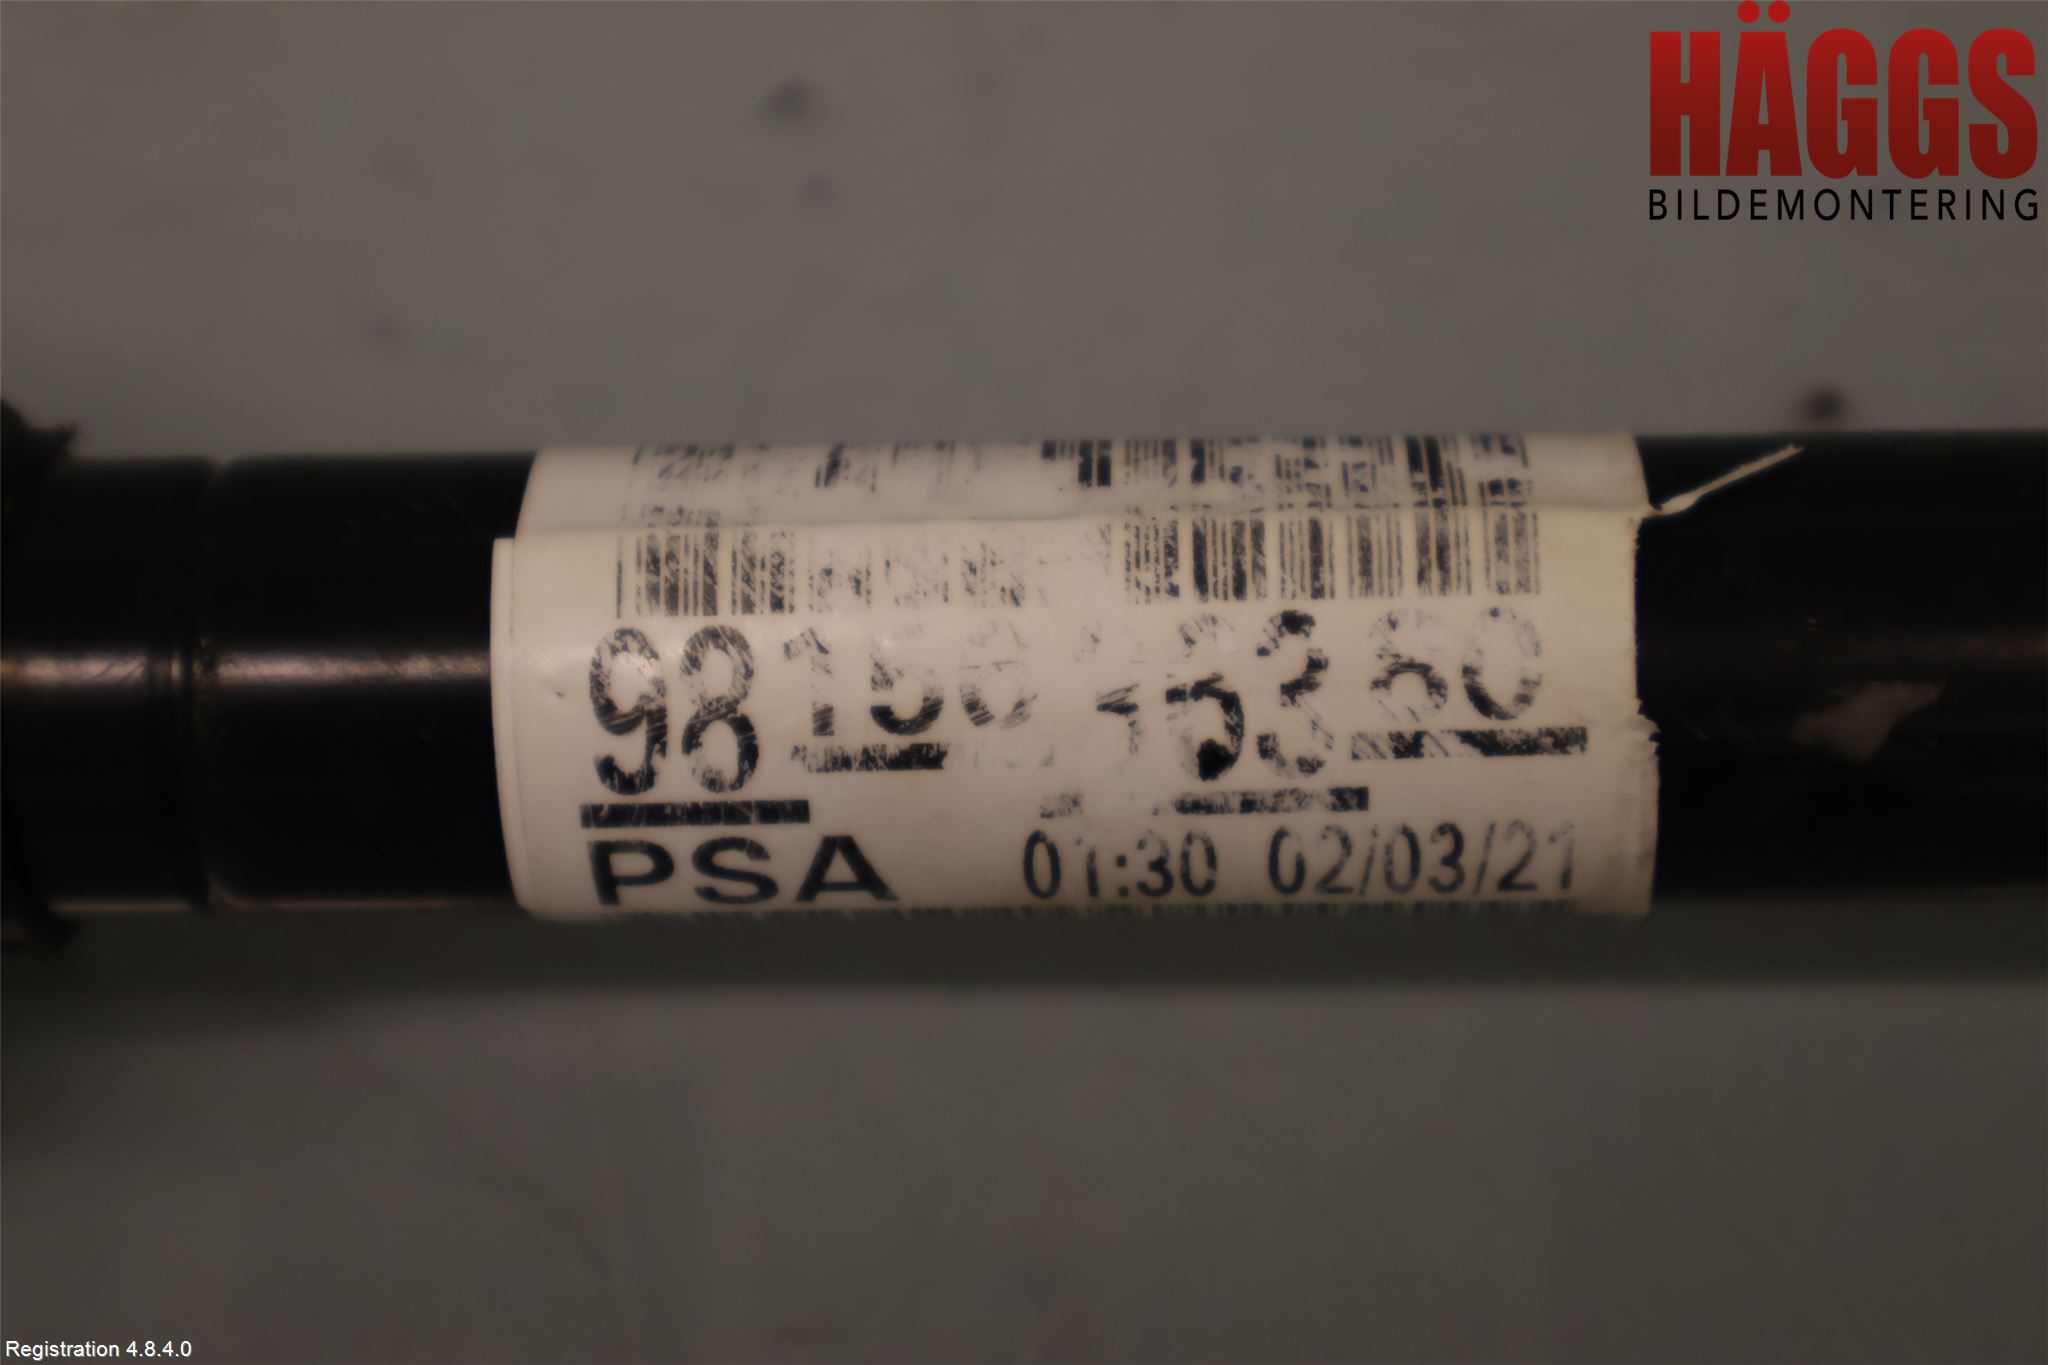 HÄGGS
BILDEMONTERING
PSA 01:30 02/03/21
Registration 4.8.4.0